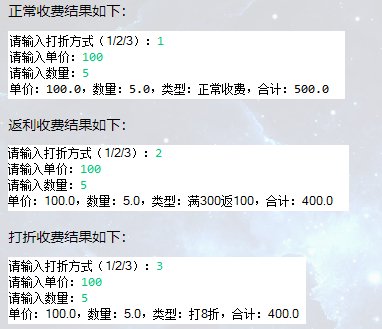 正常收费结果如下：
请输入打折方式（1/2/3）：1
请输入单价：100
请输入数量：5
单价：100.0，数量：5.0，类型：正常收费，合计：500.0
返利收费结果如下：
请输入打折方式（1/2/3）：2
请输入单价：100
请输入数量：5
单价：100.0，数量：5.0，类型：满300返100，合计：400.0
打折收费结果如下：
请输入打折方式（1/2/3）：3
请输入单价：100
请输入数量：5
单价：100.0，数量：5.0，类型：打8折，合计：400.0